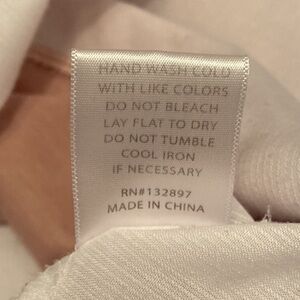 HAND WASH COLD
WITH LIKE COLORS
DO NOT BLEACH
LAY FLAT TO DRY
DO NOT TUMBLE
COOL IRON
IF NECESSARY
RN#132897
MADE IN CHINA